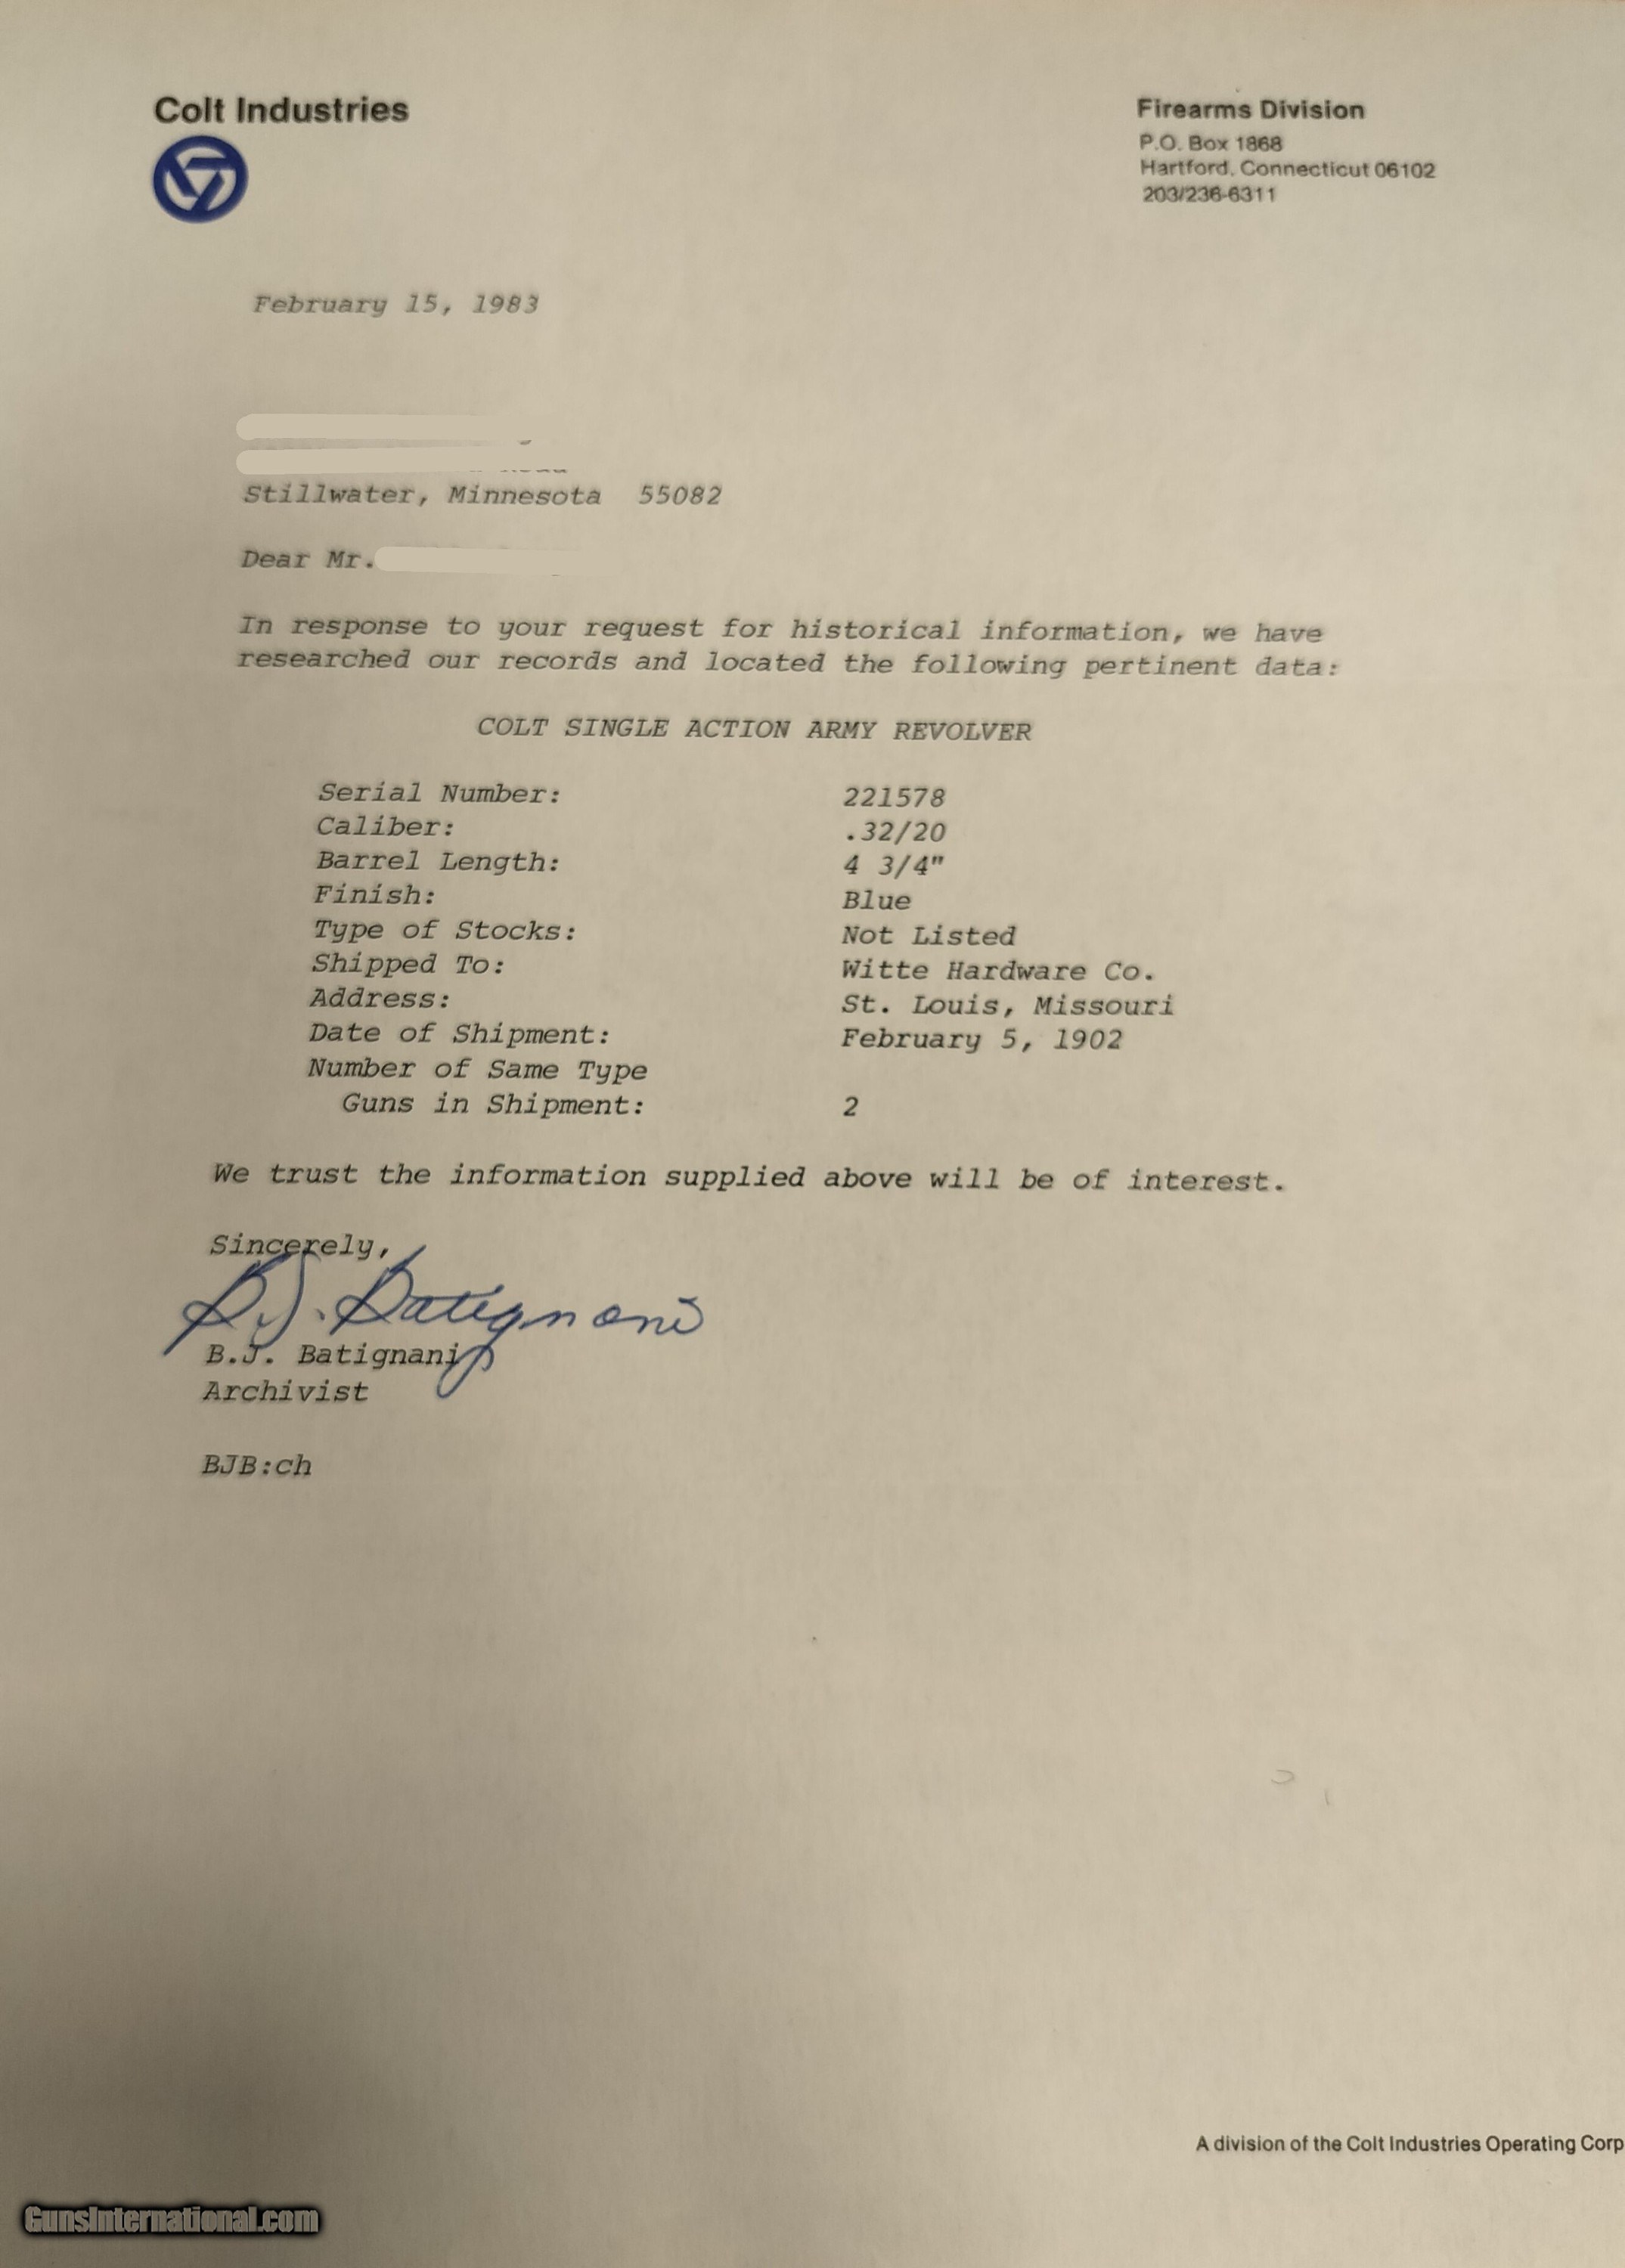 Colt Industries
Firearms Division
P.O. Box 1868
Hartford, Connecticut 06102
203/236-6311
February 15, 1983
Stillwater, Minnesota 55082
Dear Mr.
In response to your request for historical information, we have
researched our records and located the following pertinent data:
COLT SINGLE ACTION ARMY REVOLVER
Serial Number: 221578
Caliber: .32/20
Barrel Length: 4 3/4"
Finish: Blue
Type of Stocks: Not Listed
Shipped To: Witte Hardware Co.
Address: St. Louis, Missouri
Date of Shipment: February 5, 1902
Number of Same Type
Guns in Shipment: 2
We trust the information supplied above will be of interest.
Sincerely,
B.J. Batignani
B.J. Batignani
Archivist
BJB:ch
A division of the Colt Industries Operating Corp
GunsInternational.com